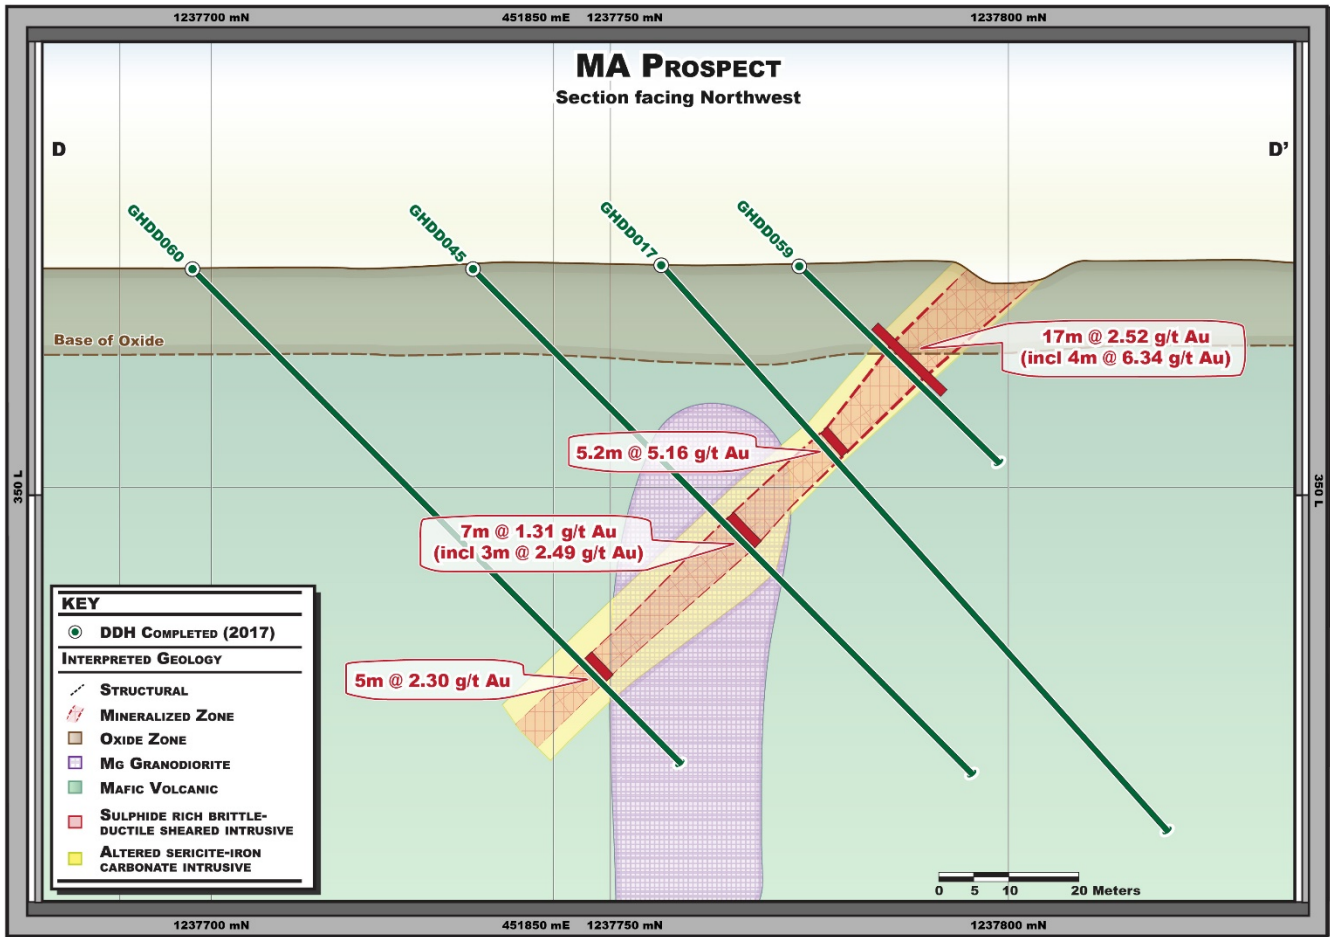 1237700 mN
451850 mE
1237750 mN
1237800 mN
MA Prospect
Section facing Northwest
D
D’
GHDD060
GHDD045
GHDD017
GHDD059
Base of Oxide
17m @ 2.52 g/t Au
(incl 4m @ 6.34 g/t Au)
5.2m @ 5.16 g/t Au
350 L
350 L
7m @ 1.31 g/t Au
(incl 3m @ 2.49 g/t Au)
5m @ 2.30 g/t Au
KEY
DDH Completed (2017)
Interpreted Geology
Structural
Mineralized Zone
Oxide Zone
Mg Granodiorite
Mafic Volcanic
Sulphide rich brittle-
ductile sheared intrusive
Altered sericite-iron
carbonate intrusive
0 5 10 20 Meters
1237700 mN
451850 mE
1237750 mN
1237800 mN